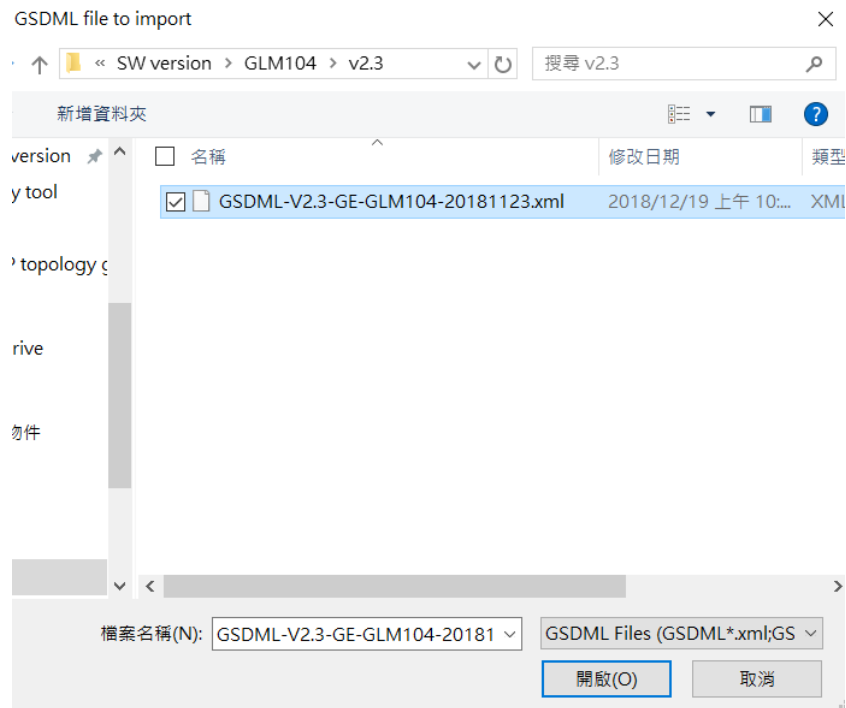 GSDML file to import
« SW version > GLM104 > v2.3
搜尋 v2.3
新增資料夾
version
名稱
修改日期
類型
y tool
GSDML-V2.3-GE-GLM104-20181123.xml
2018/12/19 上午 10:...
XML
topology g
rive
物件
檔案名稱(N):
GSDML-V2.3-GE-GLM104-20181
GSDML Files (GSDML*.xml;GS
開啟(O)
取消